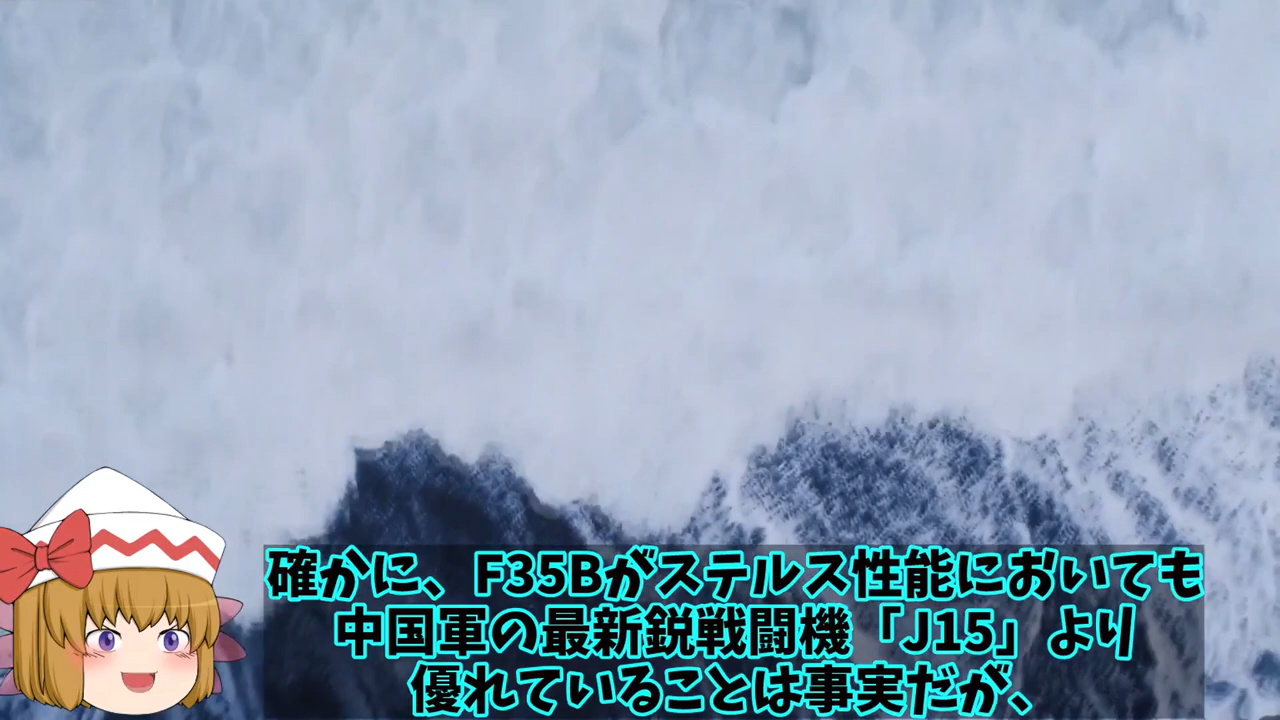 確かに、F35Bがステルス性能においても
中国軍の最新鋭戦闘機「J15」より
優れていることは事実だが、